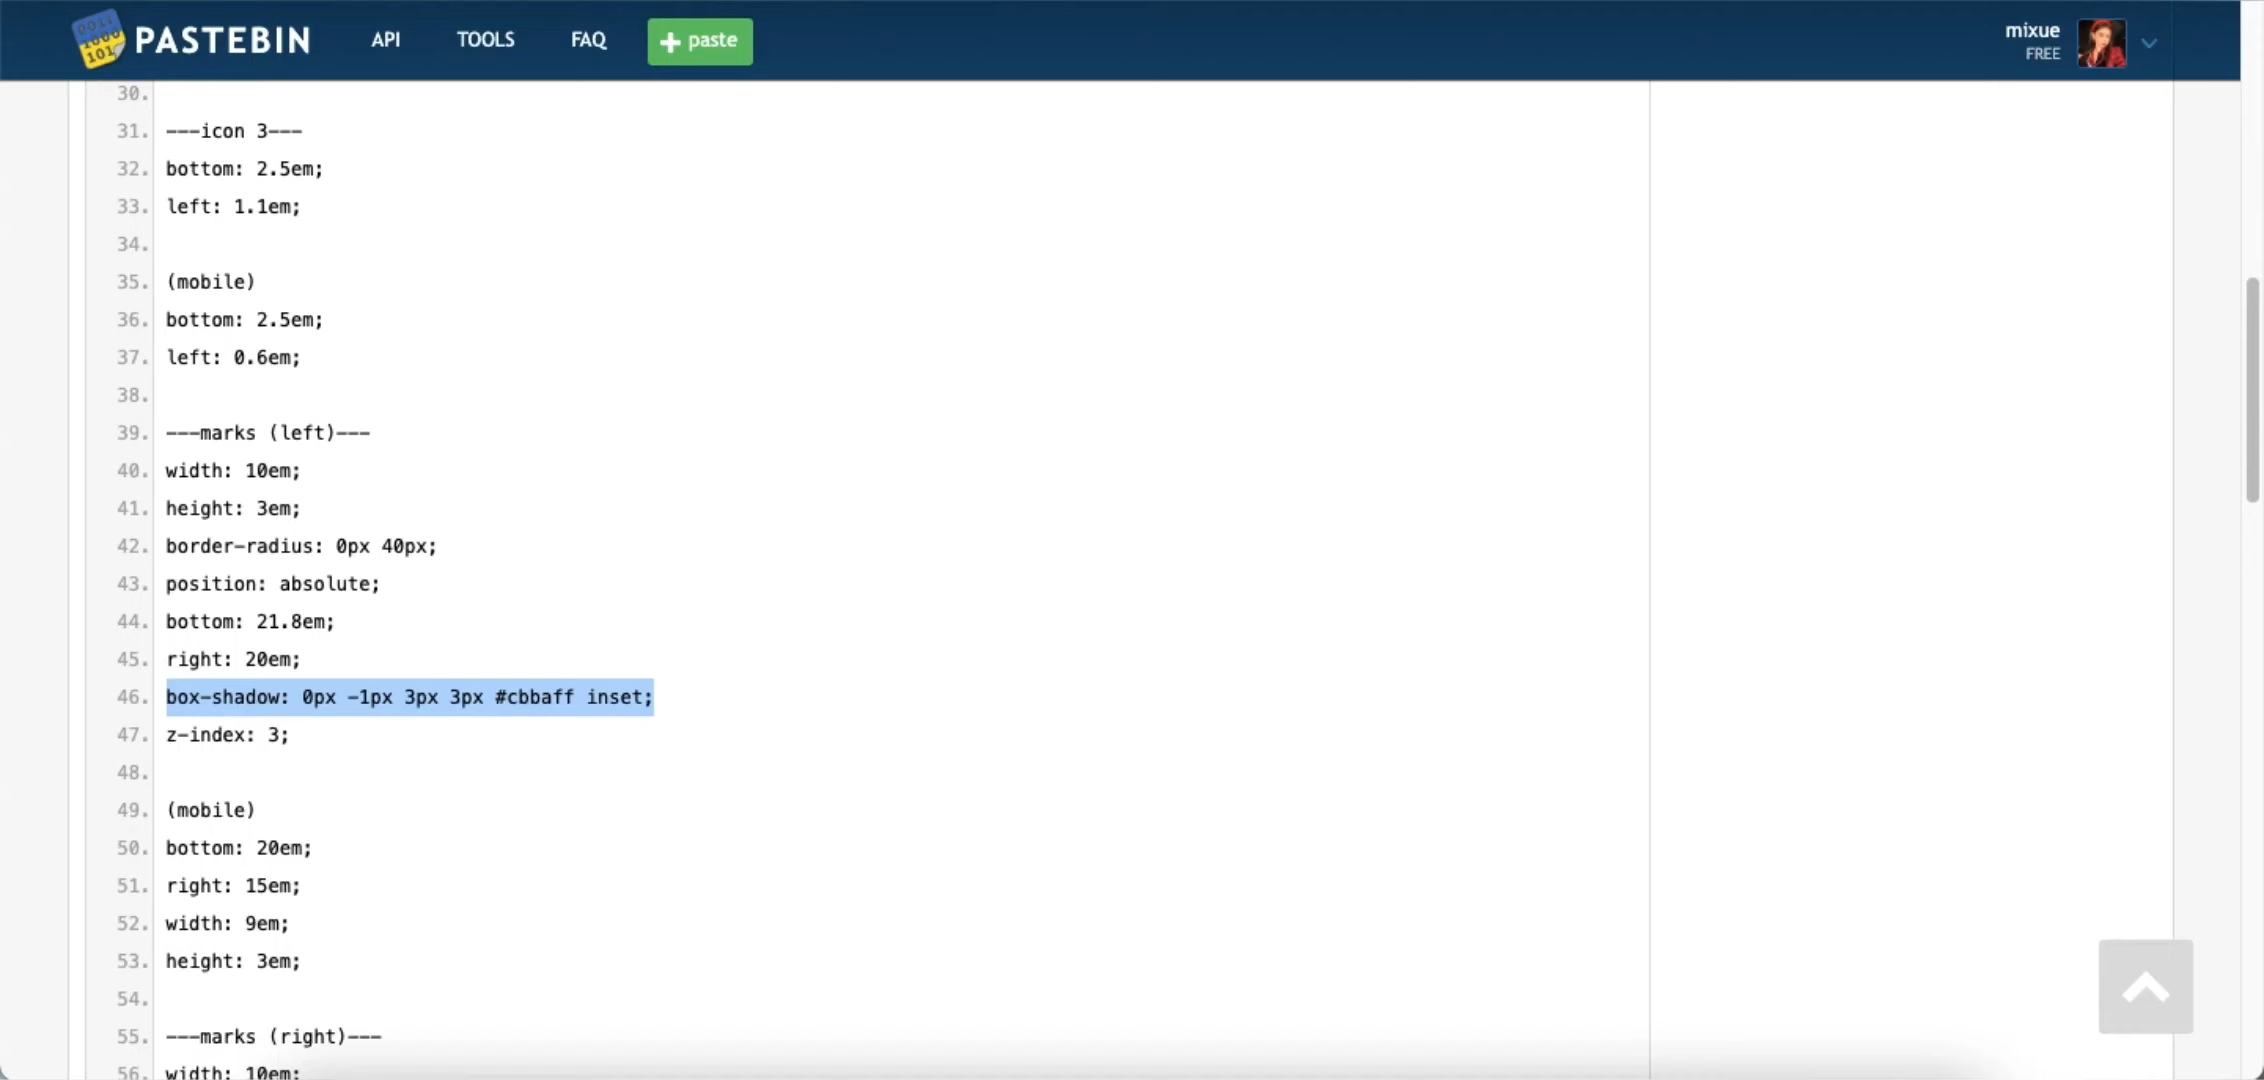 PASTEBIN API TOOLS FAQ + paste mixue
FREE
30.
31. ---icon 3---
32. bottom: 2.5em;
33. left: 1.1em;
34.
35. (mobile)
36. bottom: 2.5em;
37. left: 0.6em;
38.
39. ---marks (left)---
40. width: 10em;
41. height: 3em;
42. border-radius: 0px 40px;
43. position: absolute;
44. bottom: 21.8em;
45. right: 20em;
46. box-shadow: 0px -1px 3px 3px #cbbaff inset;
47. z-index: 3;
48.
49. (mobile)
50. bottom: 20em;
51. right: 15em;
52. width: 9em;
53. height: 3em;
54.
55. ---marks (right)---
56. width: 10em;